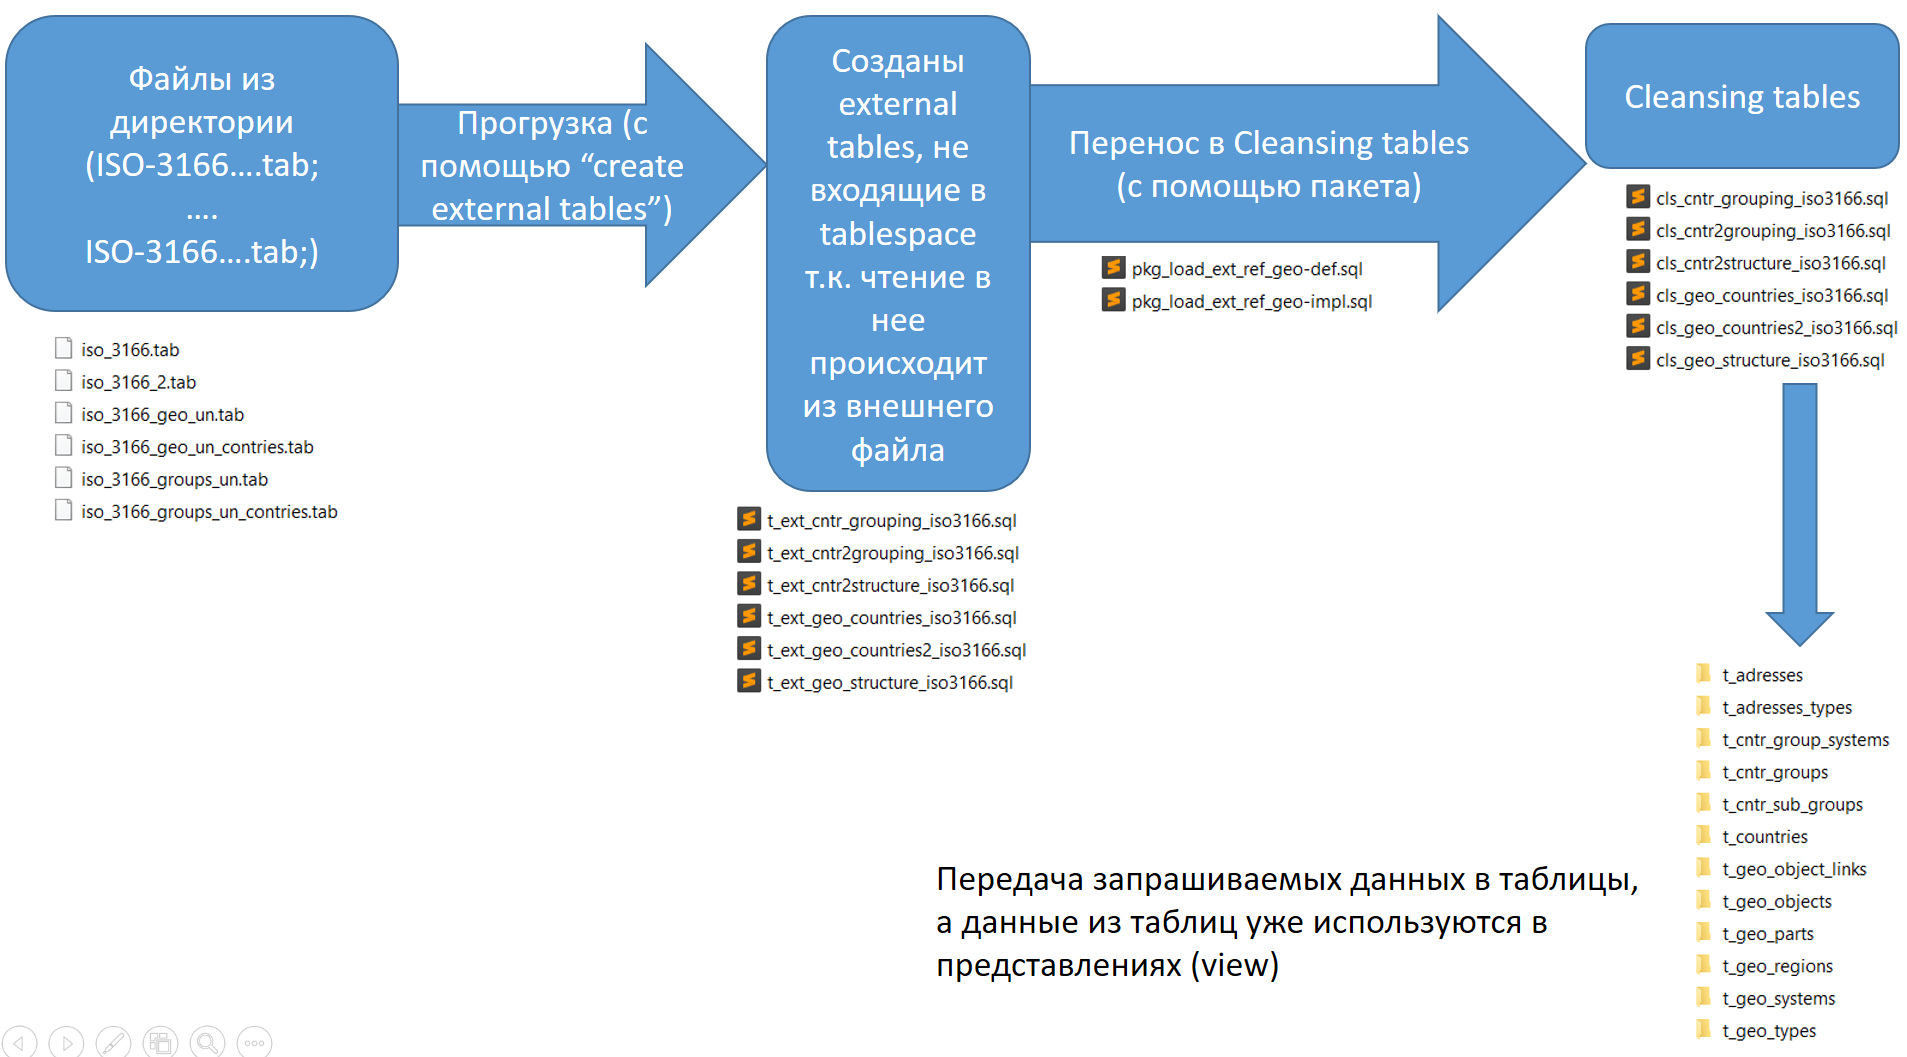 Файлы из
директории
(ISO-3166….tab;
….
ISO-3166….tab;)
iso_3166.tab
iso_3166_2.tab
iso_3166_geo_un.tab
iso_3166_geo_un_contries.tab
iso_3166_groups_un.tab
iso_3166_groups_un_contries.tab
Прогрузка (с
помощью “create
external tables”)
Созданы
external
tables, не
входящие в
tablespace
т.к. чтение в
нее
происходит
из внешнего
файла
t_ext_cntr_grouping_iso3166.sql
t_ext_cntr2grouping_iso3166.sql
t_ext_cntr2structure_iso3166.sql
t_ext_geo_countries_iso3166.sql
t_ext_geo_countries2_iso3166.sql
t_ext_geo_structure_iso3166.sql
Перенос в Cleansing tables
(с помощью пакета)
pkg_load_ext_ref_geo-def.sql
pkg_load_ext_ref_geo-impl.sql
Cleansing tables
cls_cntr_grouping_iso3166.sql
cls_cntr2grouping_iso3166.sql
cls_cntr2structure_iso3166.sql
cls_geo_countries_iso3166.sql
cls_geo_countries2_iso3166.sql
cls_geo_structure_iso3166.sql
t_adresses
t_adresses_types
t_cntr_group_systems
t_cntr_groups
t_cntr_sub_groups
t_countries
t_geo_object_links
t_geo_objects
t_geo_parts
t_geo_regions
t_geo_systems
t_geo_types
Передача запрашиваемых данных в таблицы,
а данные из таблиц уже используются в
представлениях (view)